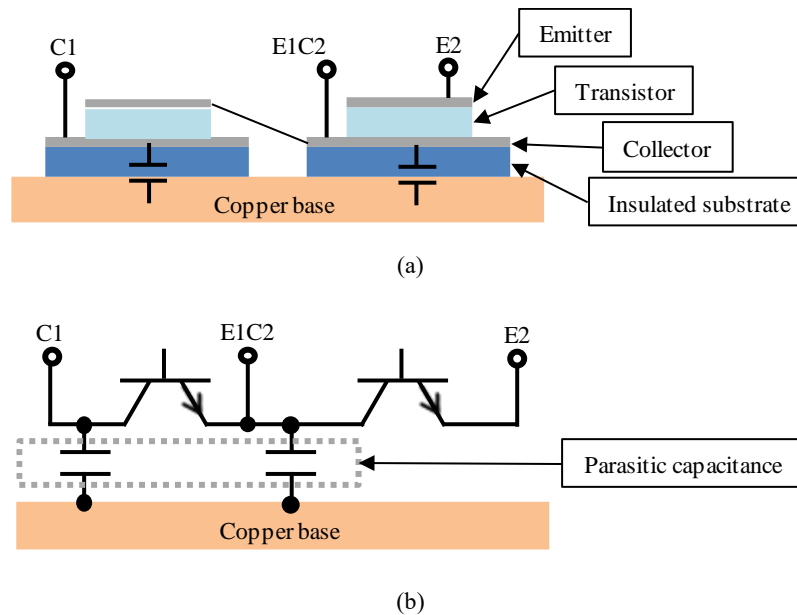 C1
E1C2
E2
Emitter
Transistor
Collector
Insulated substrate
Copper base
(a)
C1
E1C2
E2
Parasitic capacitance
Copper base
(b)